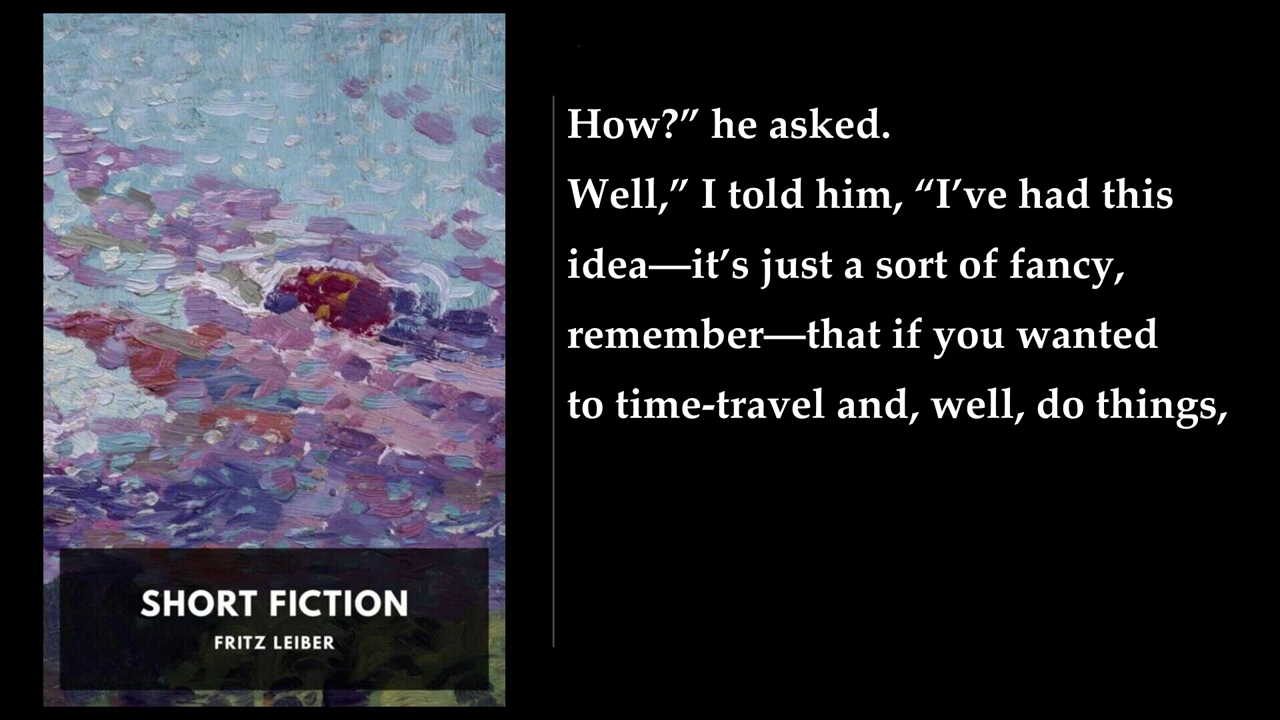 How?” he asked.
Well,” I told him, “I’ve had this
idea—it’s just a sort of fancy,
remember—that if you wanted
to time-travel and, well, do things,
SHORT FICTION
FRITZ LEIBER